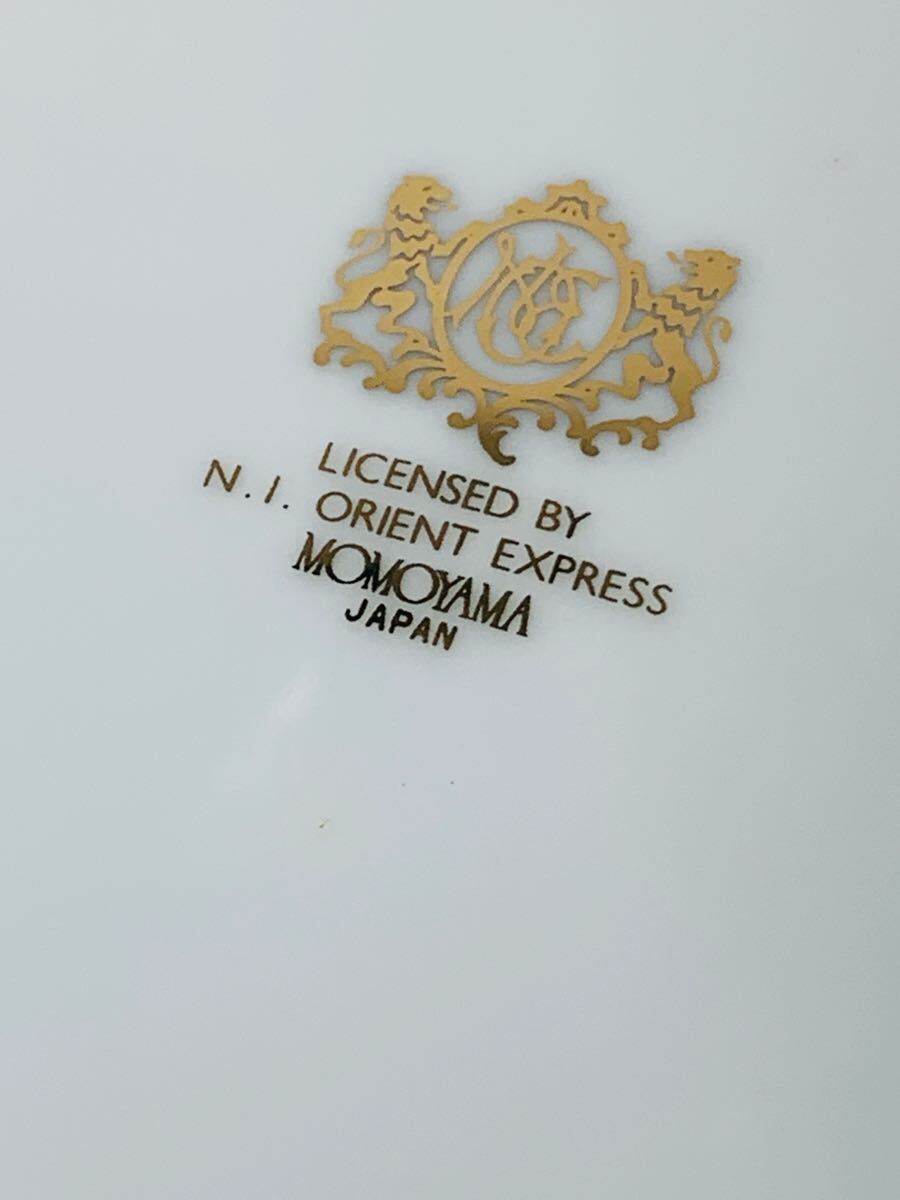 LICENSED BY
N. I. ORIENT EXPRESS
MOMOYAMA
JAPAN